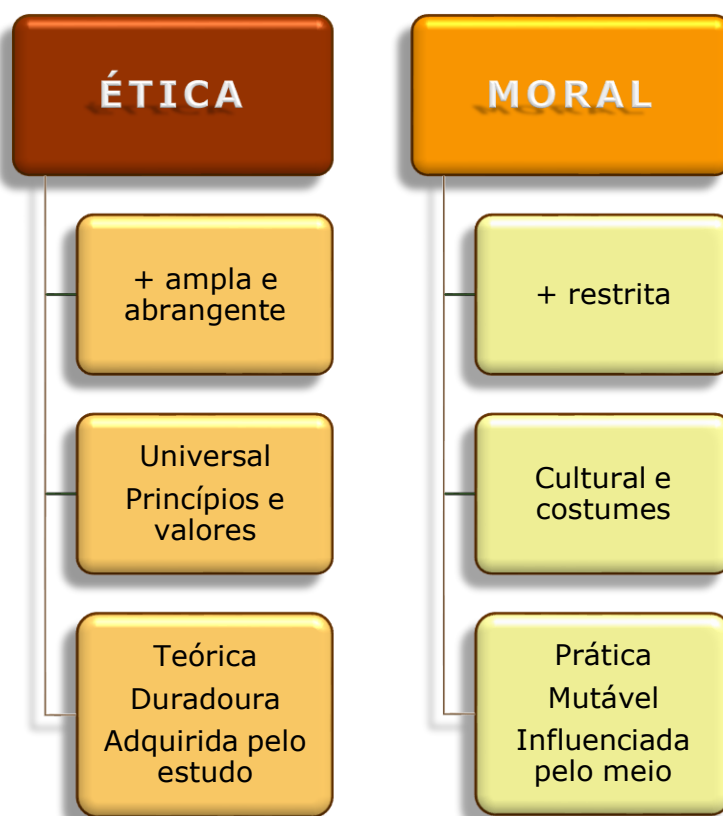 ÉTICA
+ ampla e
abrangente
Universal
Princípios e
valores
Teórica
Duradoura
Adquirida pelo
estudo
MORAL
+ restrita
Cultural e
costumes
Prática
Mutável
Influenciada
pelo meio